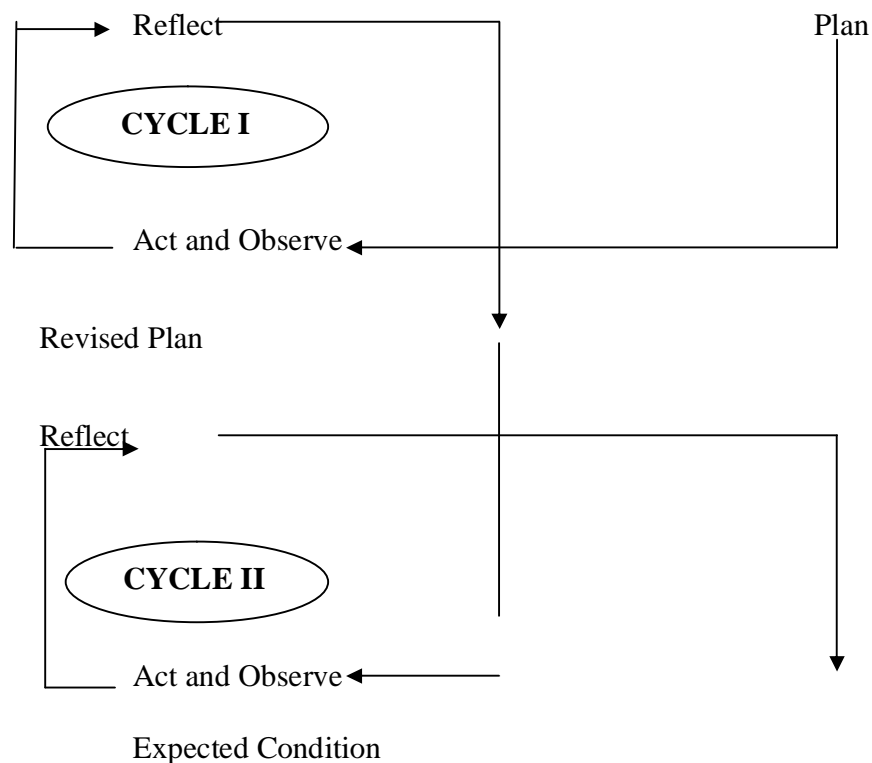 Reflect Plan
CYCLE I
Act and Observe
Revised Plan
Reflect
CYCLE II
Act and Observe
Expected Condition